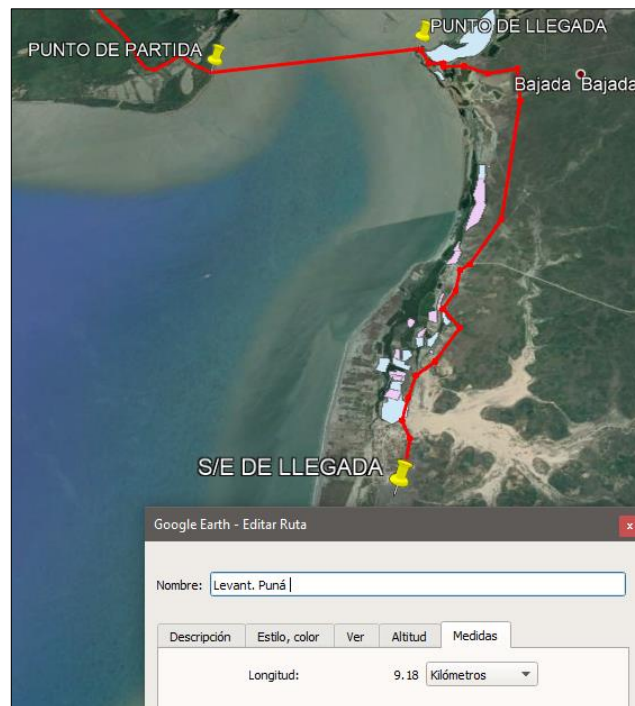 PUNTO DE PARTIDA
PUNTO DE LLEGADA
Bajada Bajada
S/E DE LLEGADA
Google Earth - Editar Ruta
x
Nombre: Levant. Puná
Descripción Estilo, color Ver Altitud Medidas
Longitud: 9.18 Kilómetros